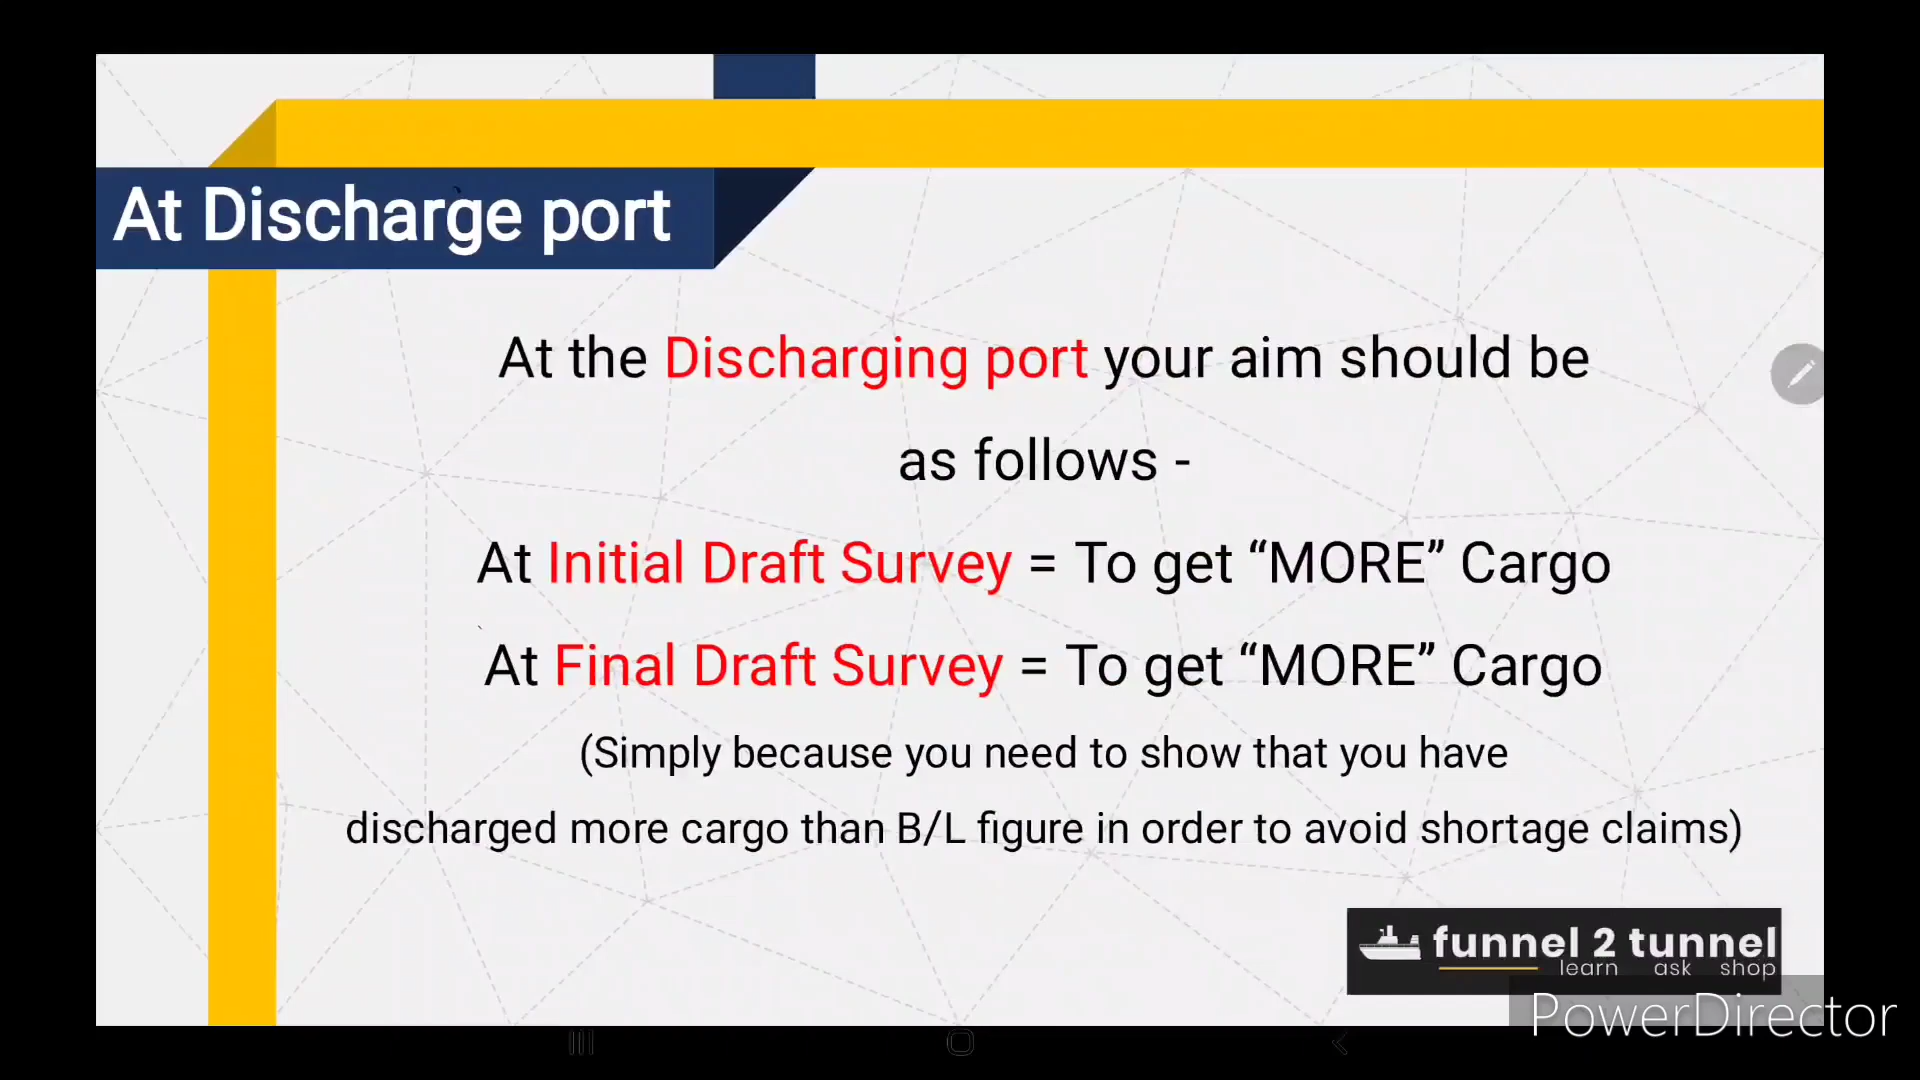 At Discharge port
At the Discharging port your aim should be
as follows -
At Initial Draft Survey = To get “MORE” Cargo
At Final Draft Survey = To get “MORE” Cargo
(Simply because you need to show that you have
discharged more cargo than B/L figure in order to avoid shortage claims)
funnel 2 tunnel
learn ask shop
PowerDirector